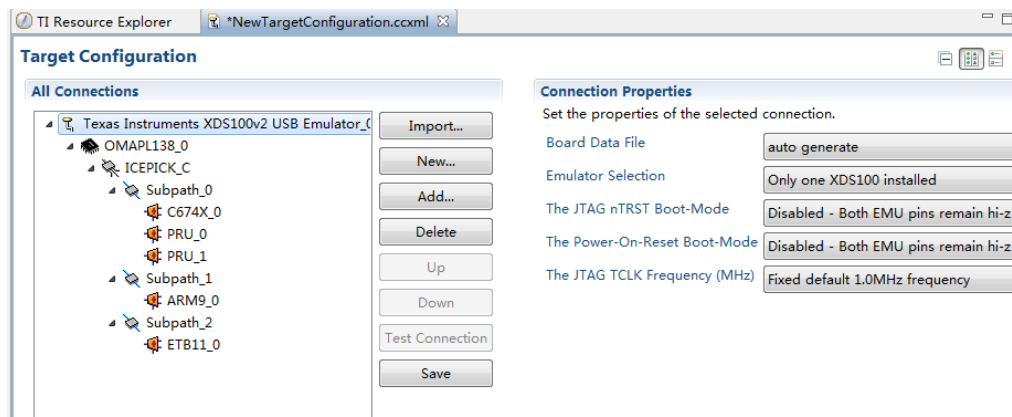 TI Resource Explorer
*NewTargetConfiguration.ccxml
Target Configuration
All Connections
Texas Instruments XDS100v2 USB Emulator_0
OMAPL138_0
ICEPICK_C
Subpath_0
C674X_0
PRU_0
PRU_1
Subpath_1
ARM9_0
Subpath_2
ETB11_0
Import...
New...
Add...
Delete
Up
Down
Test Connection
Save
Connection Properties
Set the properties of the selected connection.
Board Data File
auto generate
Emulator Selection
Only one XDS100 installed
The JTAG nTRST Boot-Mode
Disabled - Both EMU pins remain hi-z
The Power-On-Reset Boot-Mode
Disabled - Both EMU pins remain hi-z
The JTAG TCLK Frequency (MHz)
Fixed default 1.0MHz frequency